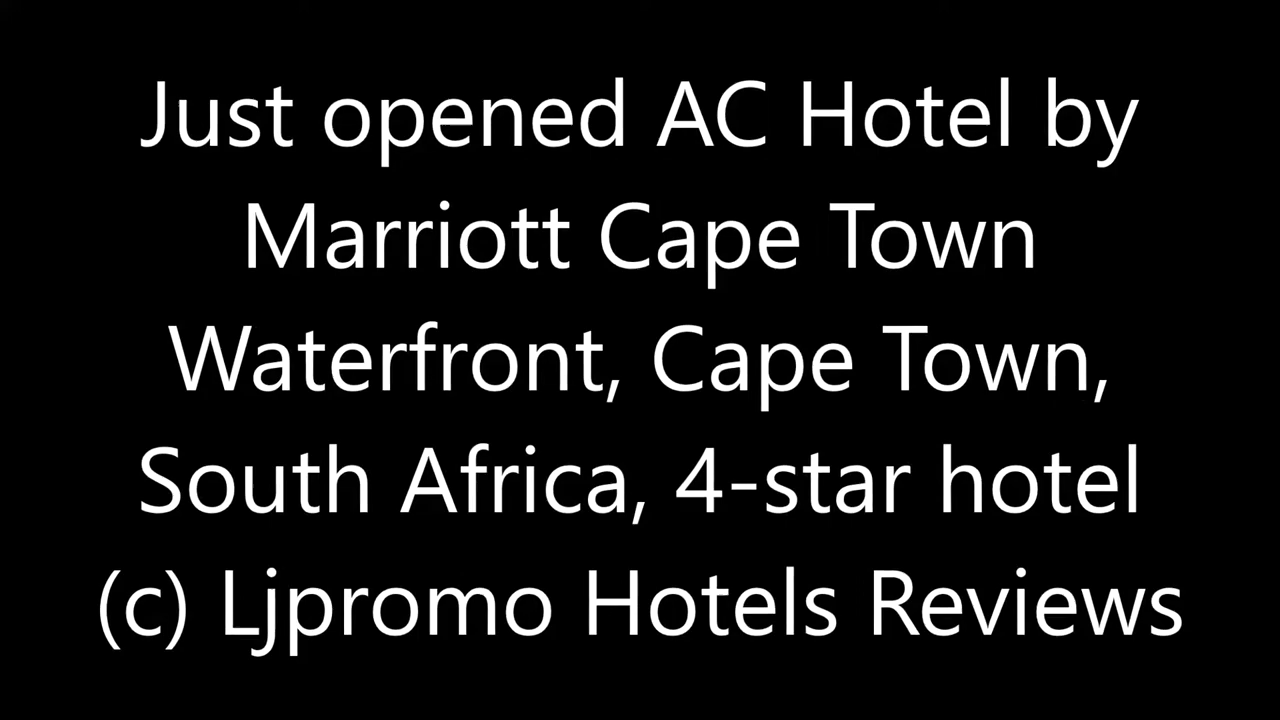 Just opened AC Hotel by
Marriott Cape Town
Waterfront, Cape Town,
South Africa, 4-star hotel
(c) Ljpromo Hotels Reviews